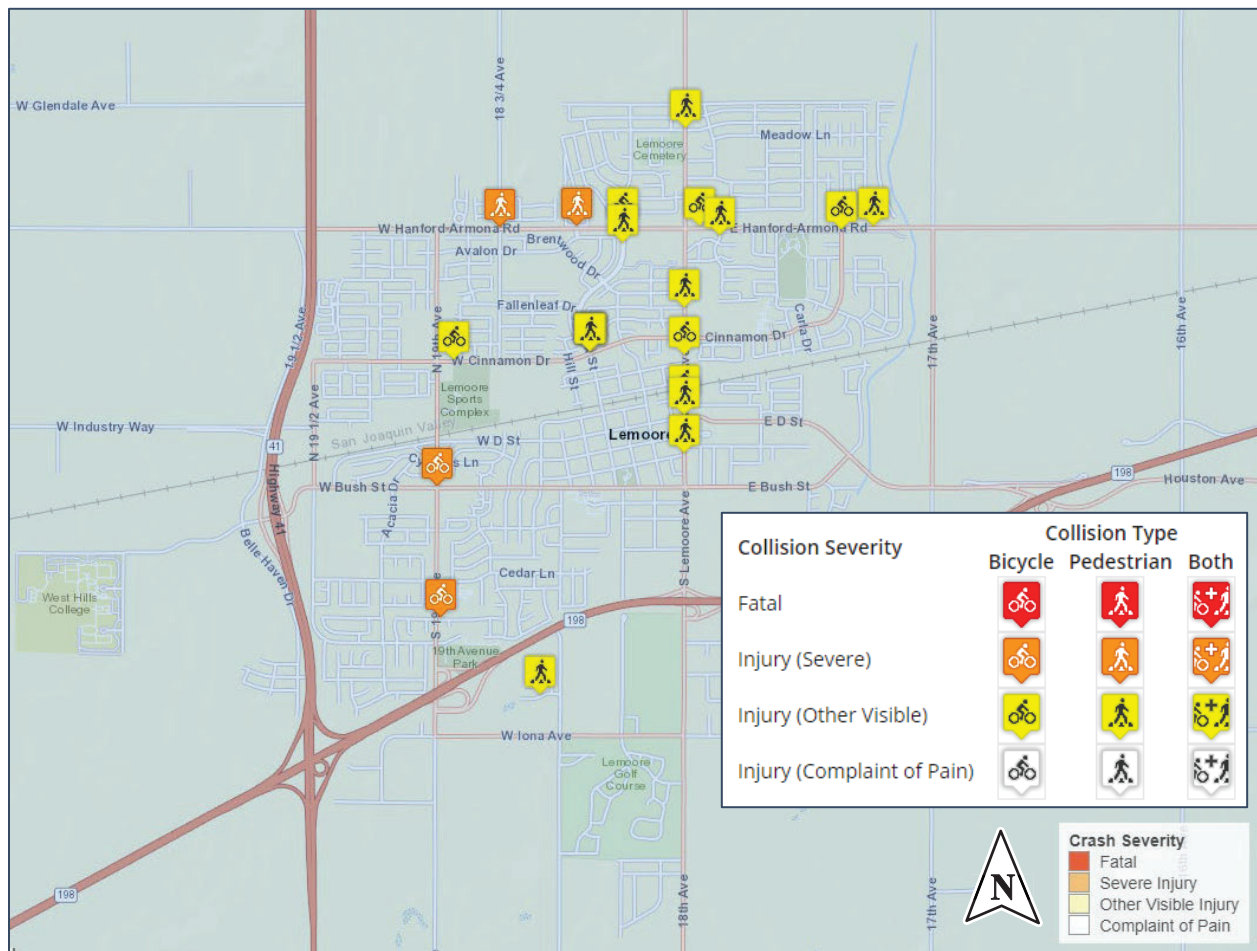 W Glendale Ave
18 3/4 Ave
Meadow Ln
Lemoore
Cemetery
W Hanford-Armona Rd
E Hanford-Armona Rd
Avalon Dr
Brentwood Dr
Fallenleaf Dr
19 1/2 Ave
N 19th Ave
Carla Dr
17th Ave
16th Ave
Cinnamon Dr
W Cinnamon Dr
Hill St
St
Lemoore
Sports
Complex
N 19 1/2 Ave
W Industry Way
San Joaquin Valley
W D St
Lemoore
E D St
41
Highway 41
Ln
198
Houston Ave
W Bush St
E Bush St
Acacia Dr
Belle Haven Dr
S Lemoore Ave
West Hills
College
Cedar Ln
198
19th Avenue
Park
W Iona Ave
Lemoore
Golf
Course
198
18th Ave
17th Ave
Collision Severity
Collision Type
Bicycle Pedestrian Both
Fatal
Injury (Severe)
Injury (Other Visible)
Injury (Complaint of Pain)
N
Crash Severity
Fatal
Severe Injury
Other Visible Injury
Complaint of Pain